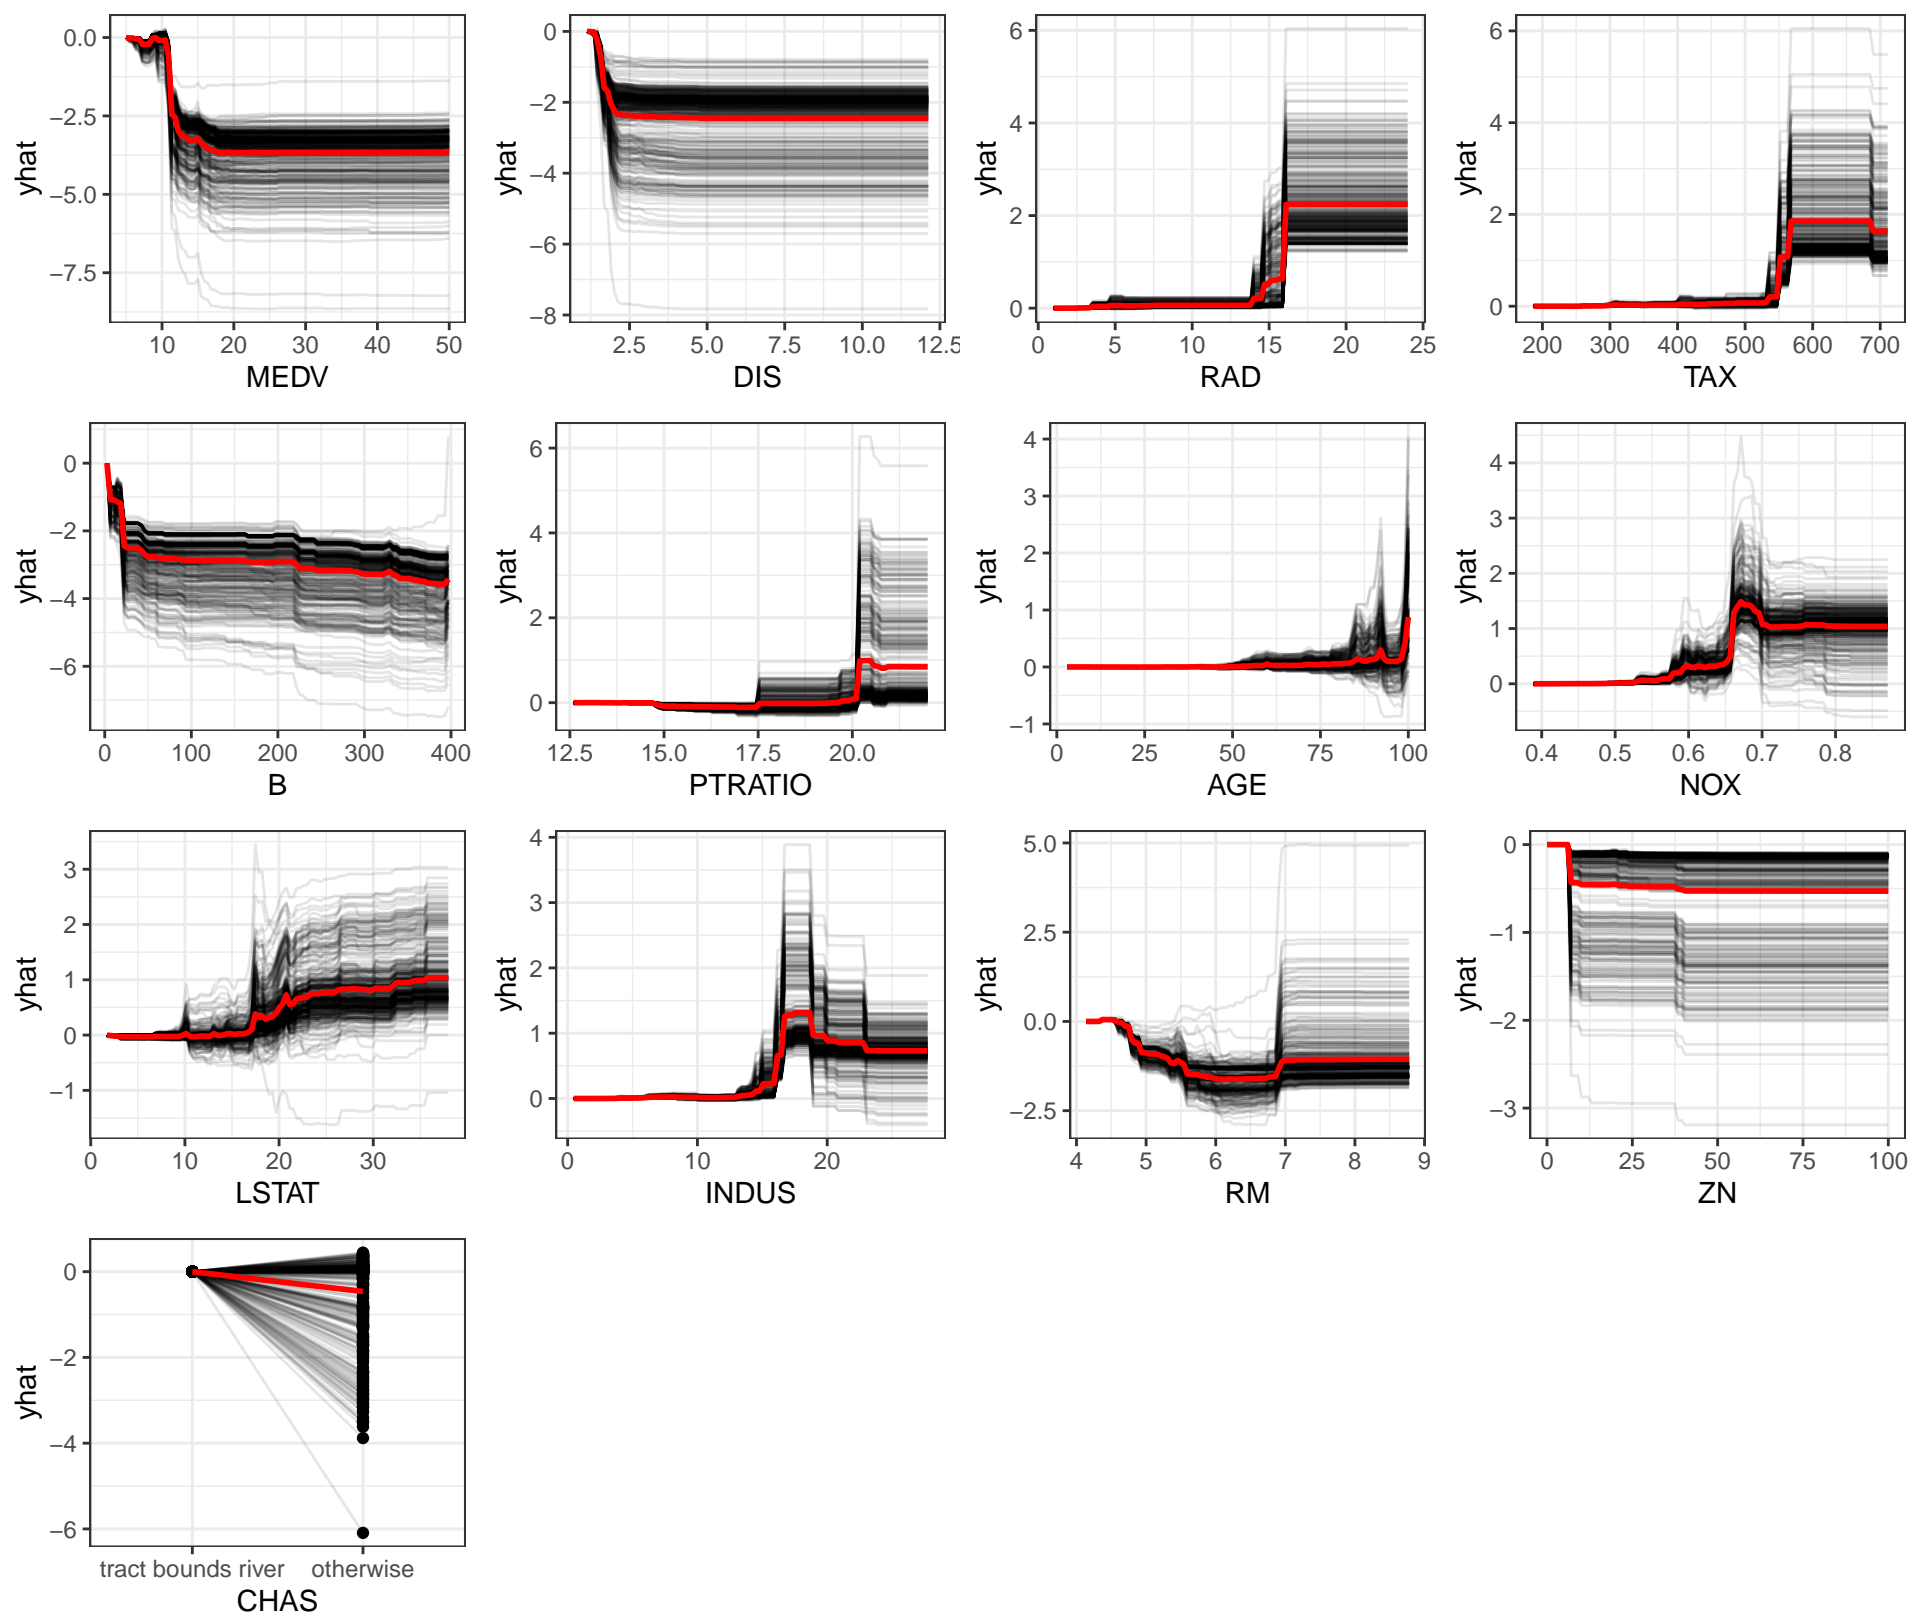 0.0
−2.5
−5.0
−7.5
yhat
10 20 30 40 50
MEDV
0
−2
−4
−6
−8
yhat
2.5 5.0 7.5 10.0 12.5
DIS
6
4
2
0
yhat
0 5 10 15 20 25
RAD
6
4
2
0
yhat
200 300 400 500 600 700
TAX
0
−2
−4
−6
yhat
0 100 200 300 400
B
6
4
2
0
yhat
12.5 15.0 17.5 20.0
PTRATIO
4
3
2
1
0
−1
yhat
0 25 50 75 100
AGE
4
3
2
1
0
yhat
0.4 0.5 0.6 0.7 0.8
NOX
3
2
1
0
−1
yhat
0 10 20 30
LSTAT
4
3
2
1
0
yhat
0 10 20
INDUS
5.0
2.5
0.0
−2.5
yhat
4 5 6 7 8 9
RM
0
−1
−2
−3
yhat
0 25 50 75 100
ZN
0
−2
−4
−6
yhat
tract bounds river otherwise
CHAS